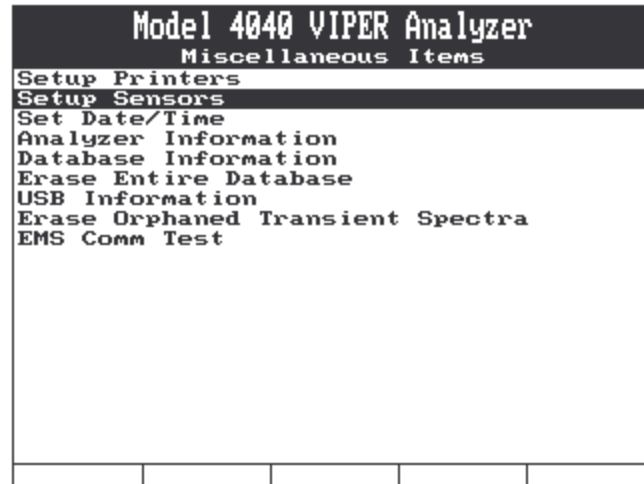 Model 4040 VIPER Analyzer
Miscellaneous Items
Setup Printers
Setup Sensors
Set Date/Time
Analyzer Information
Database Information
Erase Entire Database
USB Information
Erase Orphaned Transient Spectra
EMS Comm Test